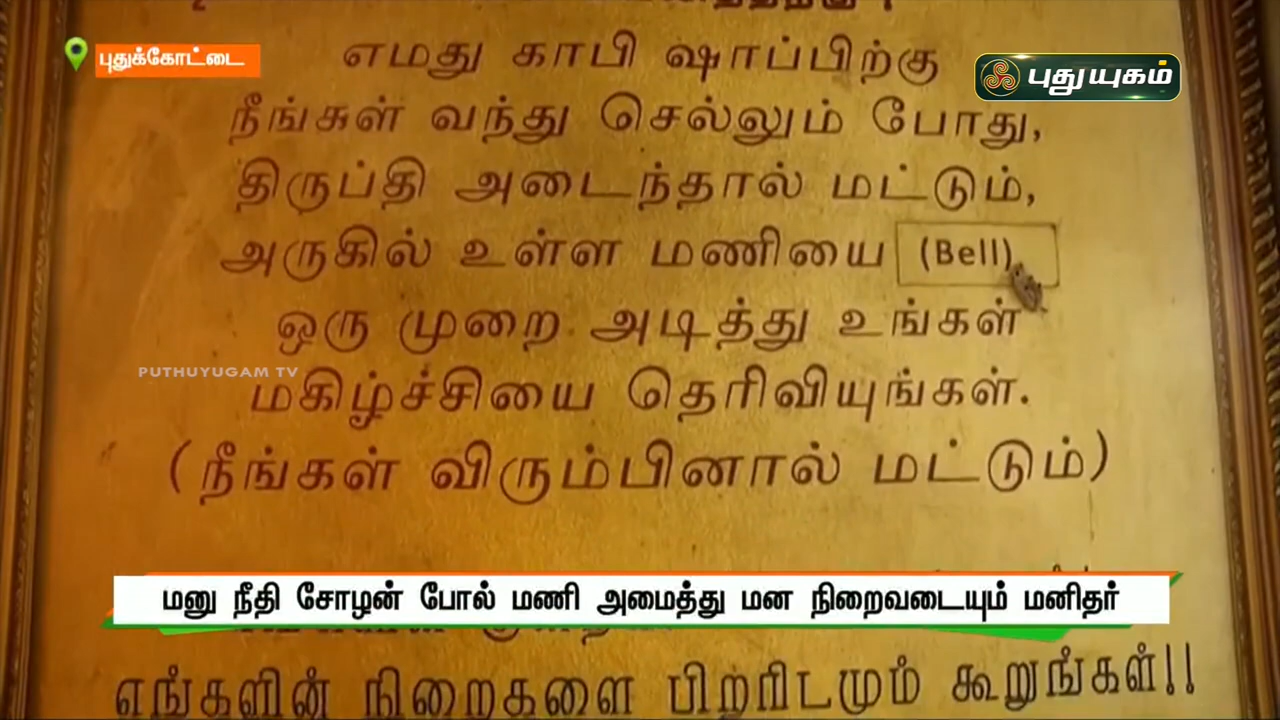 புதுக்கோட்டை
புதுயுகம்
எமது காபி ஷாப்பிற்கு
நீங்கள் வந்து செல்லும் போது,
திருப்தி அடைந்தால் மட்டும்,
அருகில் உள்ள மணியை (Bell)
ஒரு முறை அடித்து உங்கள்
PUTHUYUGAM TV
மகிழ்ச்சியை தெரிவியுங்கள்.
(நீங்கள் விரும்பினால் மட்டும்)
மனு நீதி சோழன் போல் மணி அமைத்து மன நிறைவடையும் மனிதர்
எங்களின் நிறைகளை பிறரிடமும் கூறுங்கள்!!